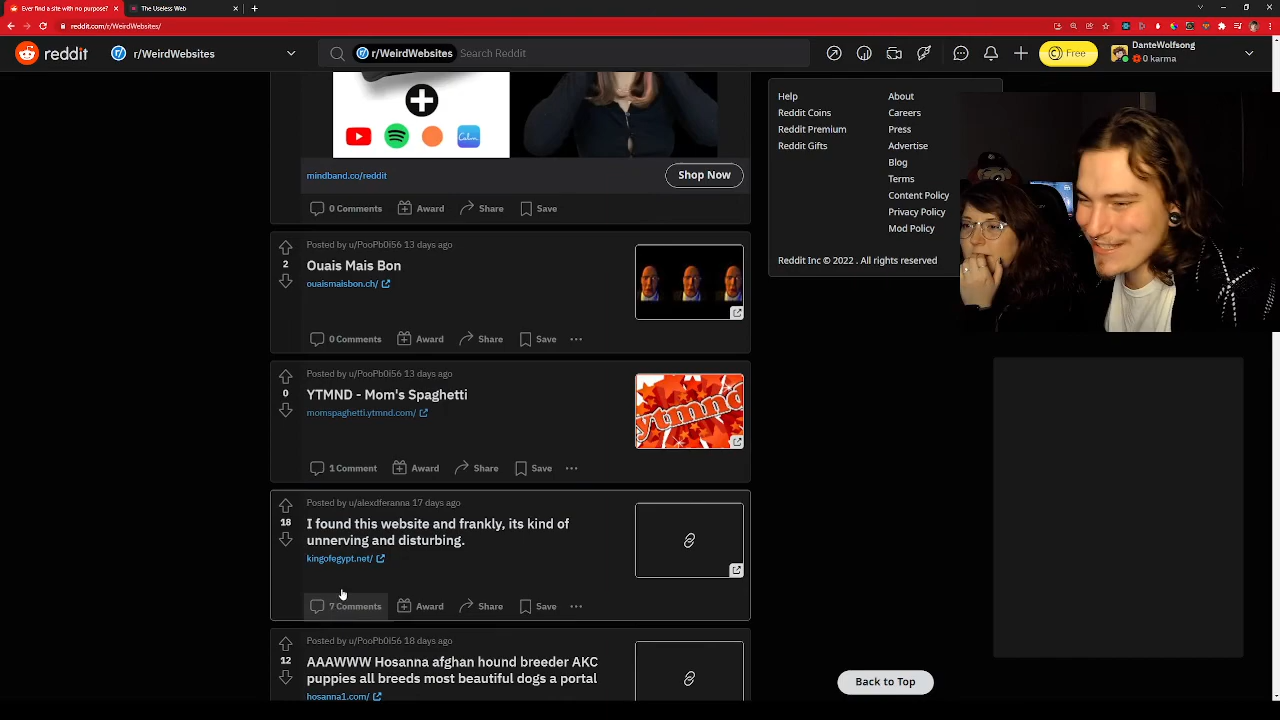 Ever find a site with no purpose?
The Useless Web
reddit.com/r/WeirdWebsites/
reddit
r/WeirdWebsites
r/WeirdWebsites
Search Reddit
Free
DanteWolfsong
0 karma
Calm
mindband.co/reddit
Shop Now
0 Comments
Award
Share
Save
Posted by u/PooPb0i56 13 days ago
2
Ouais Mais Bon
ouaismaisbon.ch/
0 Comments
Award
Share
Save
Posted by u/PooPb0i56 13 days ago
0
YTMND - Mom's Spaghetti
momspaghetti.ytmnd.com/
ytmnd
1 Comment
Award
Share
Save
Posted by u/alexdferanna 17 days ago
18
I found this website and frankly, its kind of
unnerving and disturbing.
kingofegypt.net/
7 Comments
Award
Share
Save
Posted by u/PooPb0i56 18 days ago
12
AAAWWW Hosanna afghan hound breeder AKC
puppies all breeds most beautiful dogs a portal
hosanna1.com/
Help
About
Reddit Coins
Careers
Reddit Premium
Press
Reddit Gifts
Advertise
Blog
Terms
Content Policy
Privacy Policy
Mod Policy
Reddit Inc © 2022 . All rights reserved
Back to Top